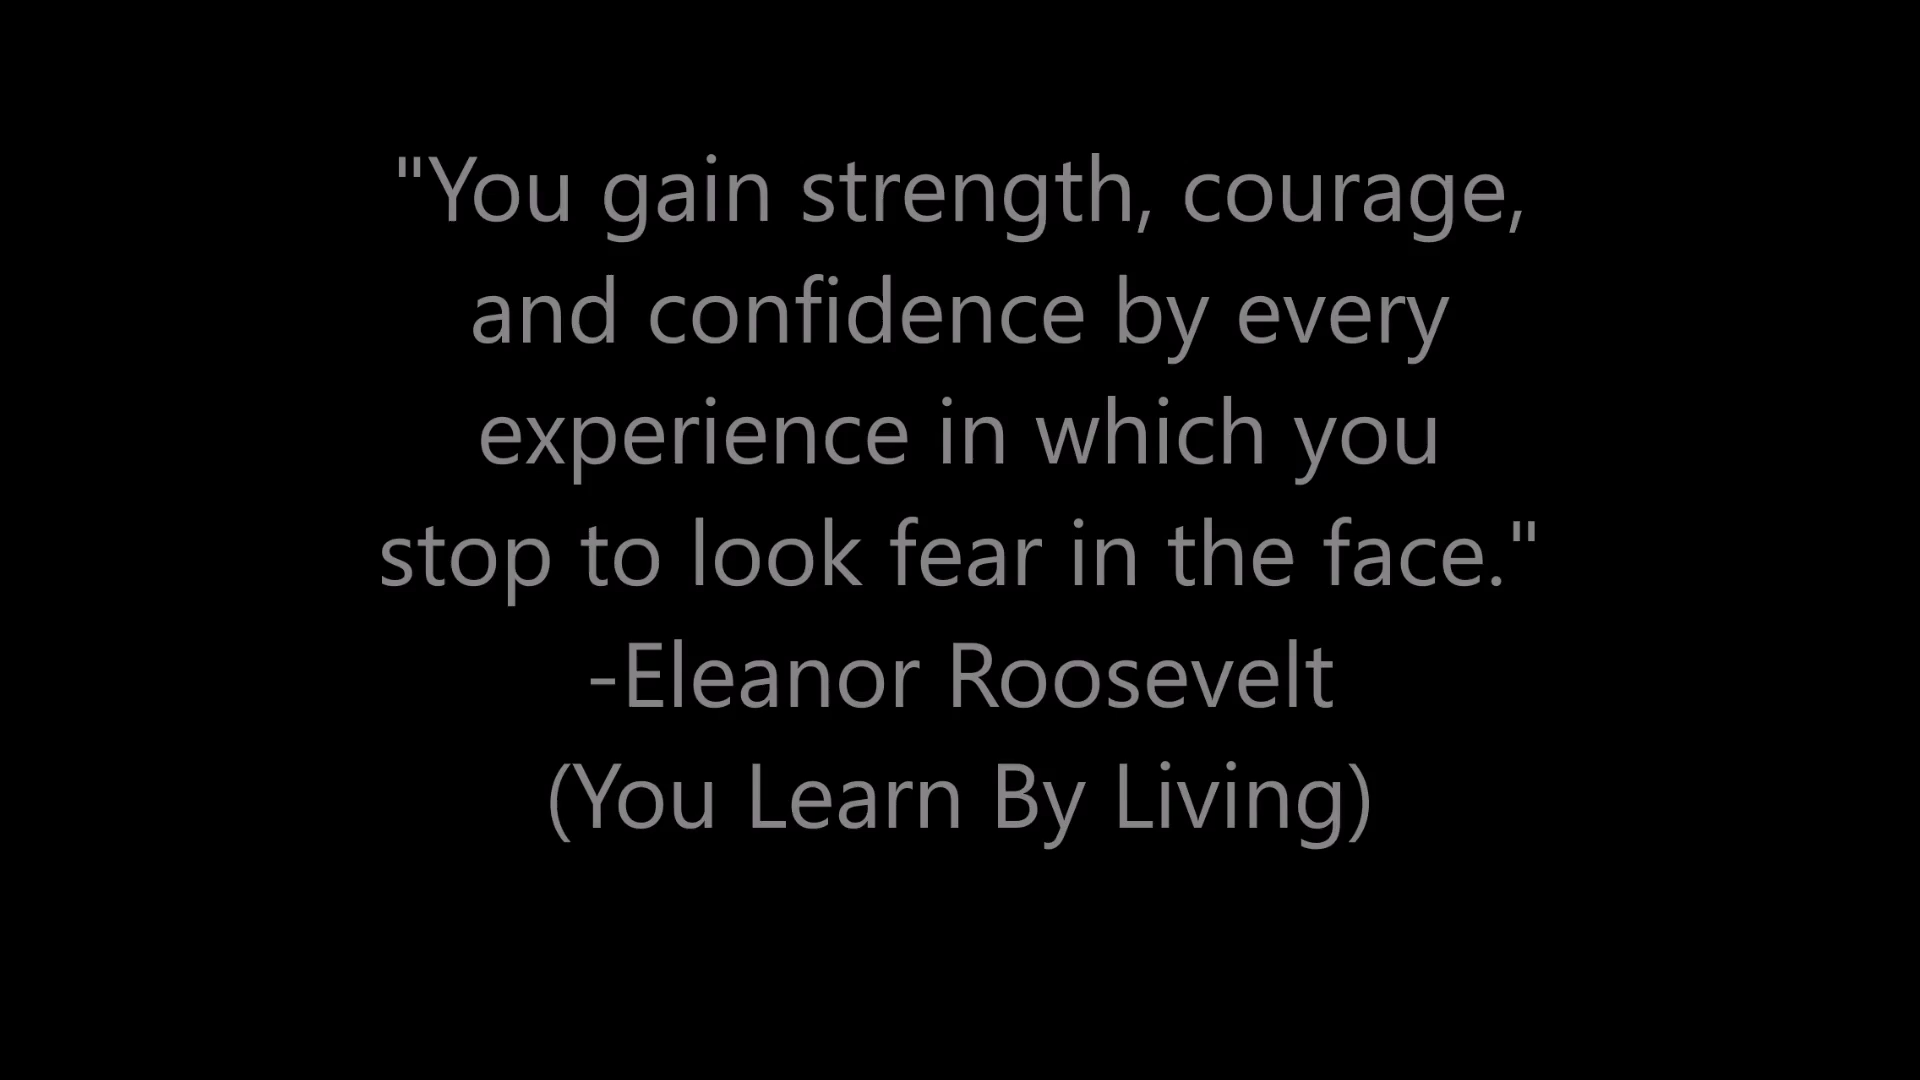 "You gain strength, courage,
and confidence by every
experience in which you
stop to look fear in the face."
-Eleanor Roosevelt
(You Learn By Living)